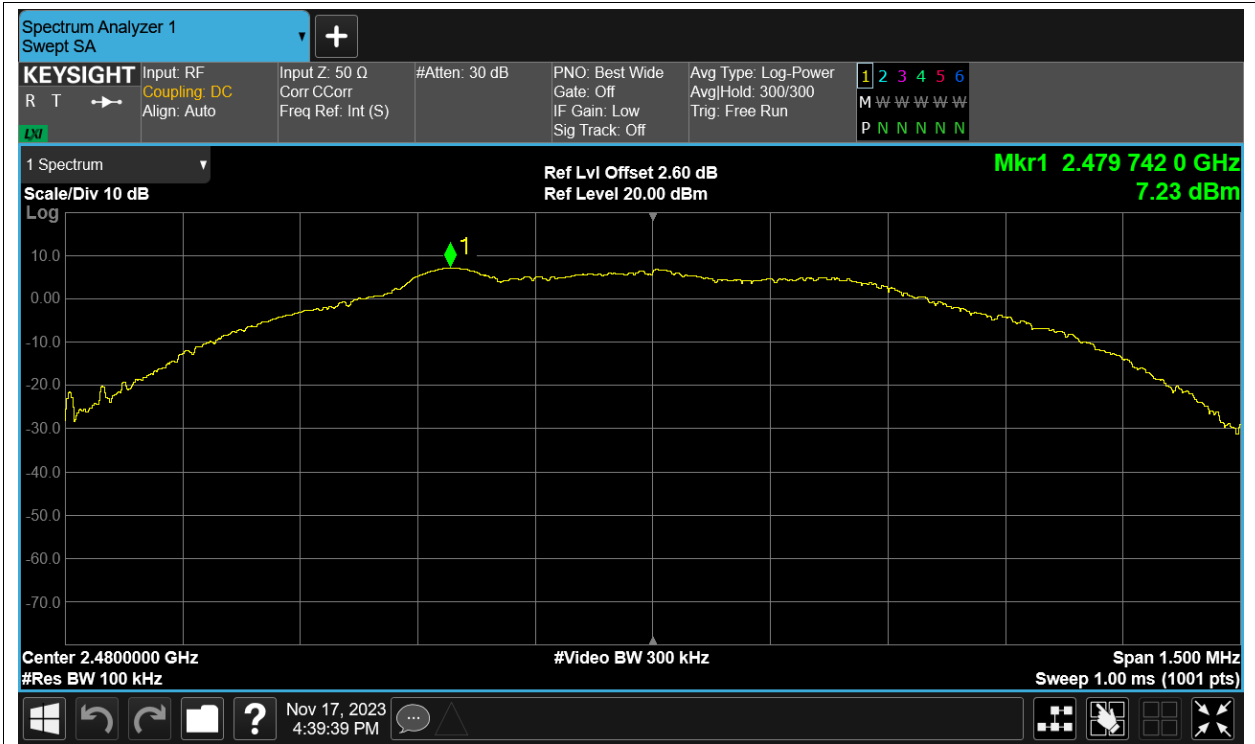 Spectrum Analyzer 1
Swept SA
KEYSIGHT
R T
LXI
Input: RF
Coupling: DC
Align: Auto
Input Z: 50 Ω
Corr CCorr
Freq Ref: Int (S)
#Atten: 30 dB
PNO: Best Wide
Gate: Off
IF Gain: Low
Sig Track: Off
Avg Type: Log-Power
Avg|Hold: 300/300
Trig: Free Run
1 2 3 4 5 6
M W W W W W
P N N N N N
1 Spectrum
Scale/Div 10 dB
Log
Ref Lvl Offset 2.60 dB
Ref Level 20.00 dBm
Mkr1 2.479 742 0 GHz
7.23 dBm
1
10.0
0.00
-10.0
-20.0
-30.0
-40.0
-50.0
-60.0
-70.0
Center 2.4800000 GHz
#Res BW 100 kHz
#Video BW 300 kHz
Span 1.500 MHz
Sweep 1.00 ms (1001 pts)
?
Nov 17, 2023
4:39:39 PM